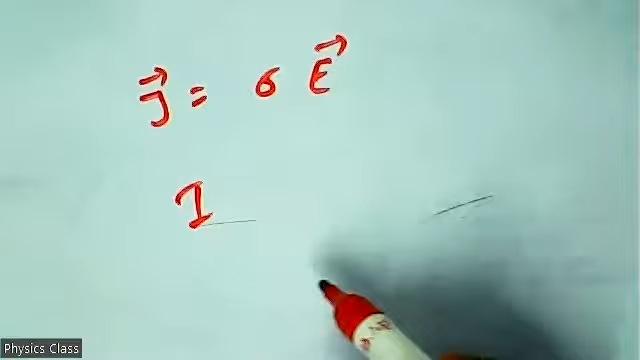 J⃗ = σ E⃗
I
Physics Class